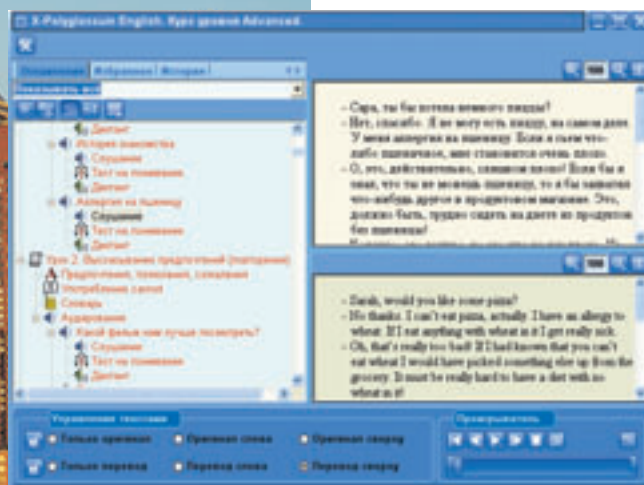 X-Polyglossum English. Курс уровня Advanced.
Оглавление Избранное История
Показывать всё
Диктант
История знакомства
Слушание
Тест на понимание
Диктант
Аллергия на пшеницу
Слушание
Тест на понимание
Диктант
Урок 2. Высказывание предпочтений (повторение)
Предпочтения, пожелания, сожаления
Словарь
Аудирование
Какой фильм нам лучше посмотреть?
Слушание
Тест на понимание
Диктант
- Сара, ты бы хотела немного пиццы?
- Нет, спасибо. Я не могу есть пиццу, на самом деле.
У меня аллергия на пшеницу. Если я съем что-
либо пшеничное, мне становится очень плохо.
- О, это, действительно, слишком плохо! Если бы я
знал, что ты не можешь пшеницу, то я бы захватил
что-нибудь другое в продуктовом магазине. Это,
должно быть, трудно сидеть на диете из продуктов
без пшеницы!
- Sarah, would you like some pizza?
- No thanks. I can't eat pizza, actually. I have an allergy to
wheat. If I eat anything with wheat in it I get really sick.
- Oh, that's really too bad! If I had known that you can't
eat wheat I would have picked something else up from the
grocery. It must be really hard to have a diet with no
wheat in it!
Управление текстами
Только оригинал Оригинал слева Оригинал сверху
Только перевод Перевод слева Перевод сверху
Проигрыватель